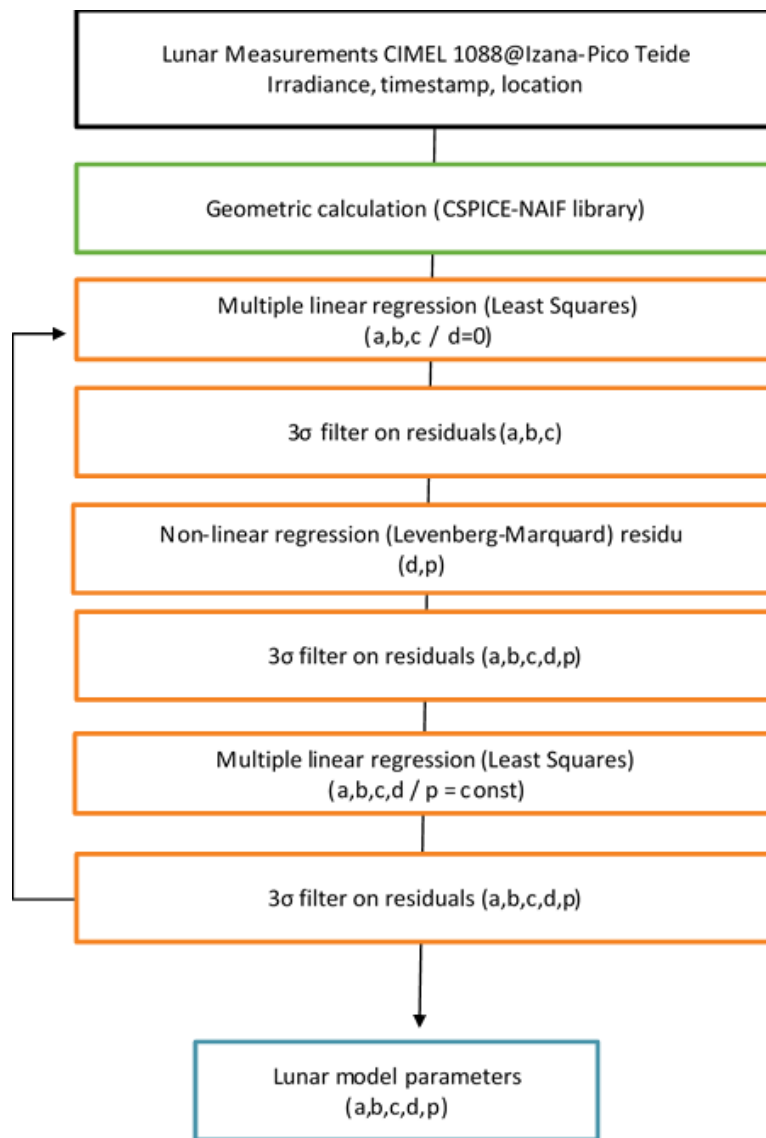 Lunar Measurements CIMEL 1088@Izana-Pico Teide
Irradiance, timestamp, location
Geometric calculation (CSPICE-NAIF library)
Multiple linear regression (Least Squares)
(a,b,c / d=0)
3σ filter on residuals (a,b,c)
Non-linear regression (Levenberg-Marquard) residu
(d,p)
3σ filter on residuals (a,b,c,d,p)
Multiple linear regression (Least Squares)
(a,b,c,d / p = const)
3σ filter on residuals (a,b,c,d,p)
Lunar model parameters
(a,b,c,d,p)